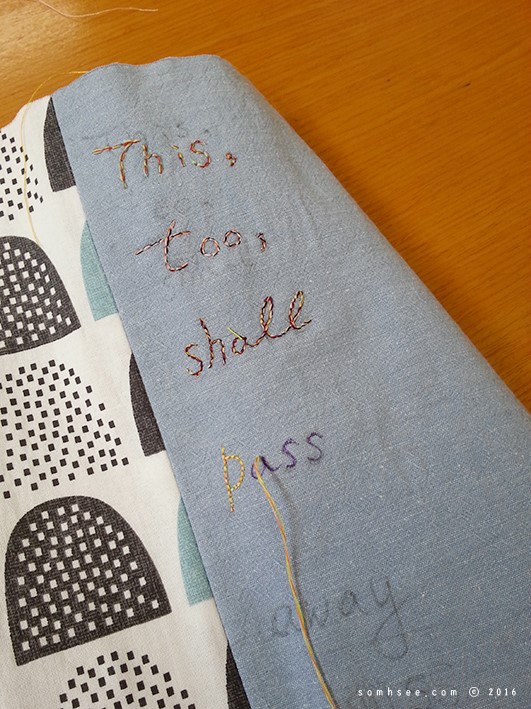 This,
too,
shall
pass
away
somhsee.com © 2016